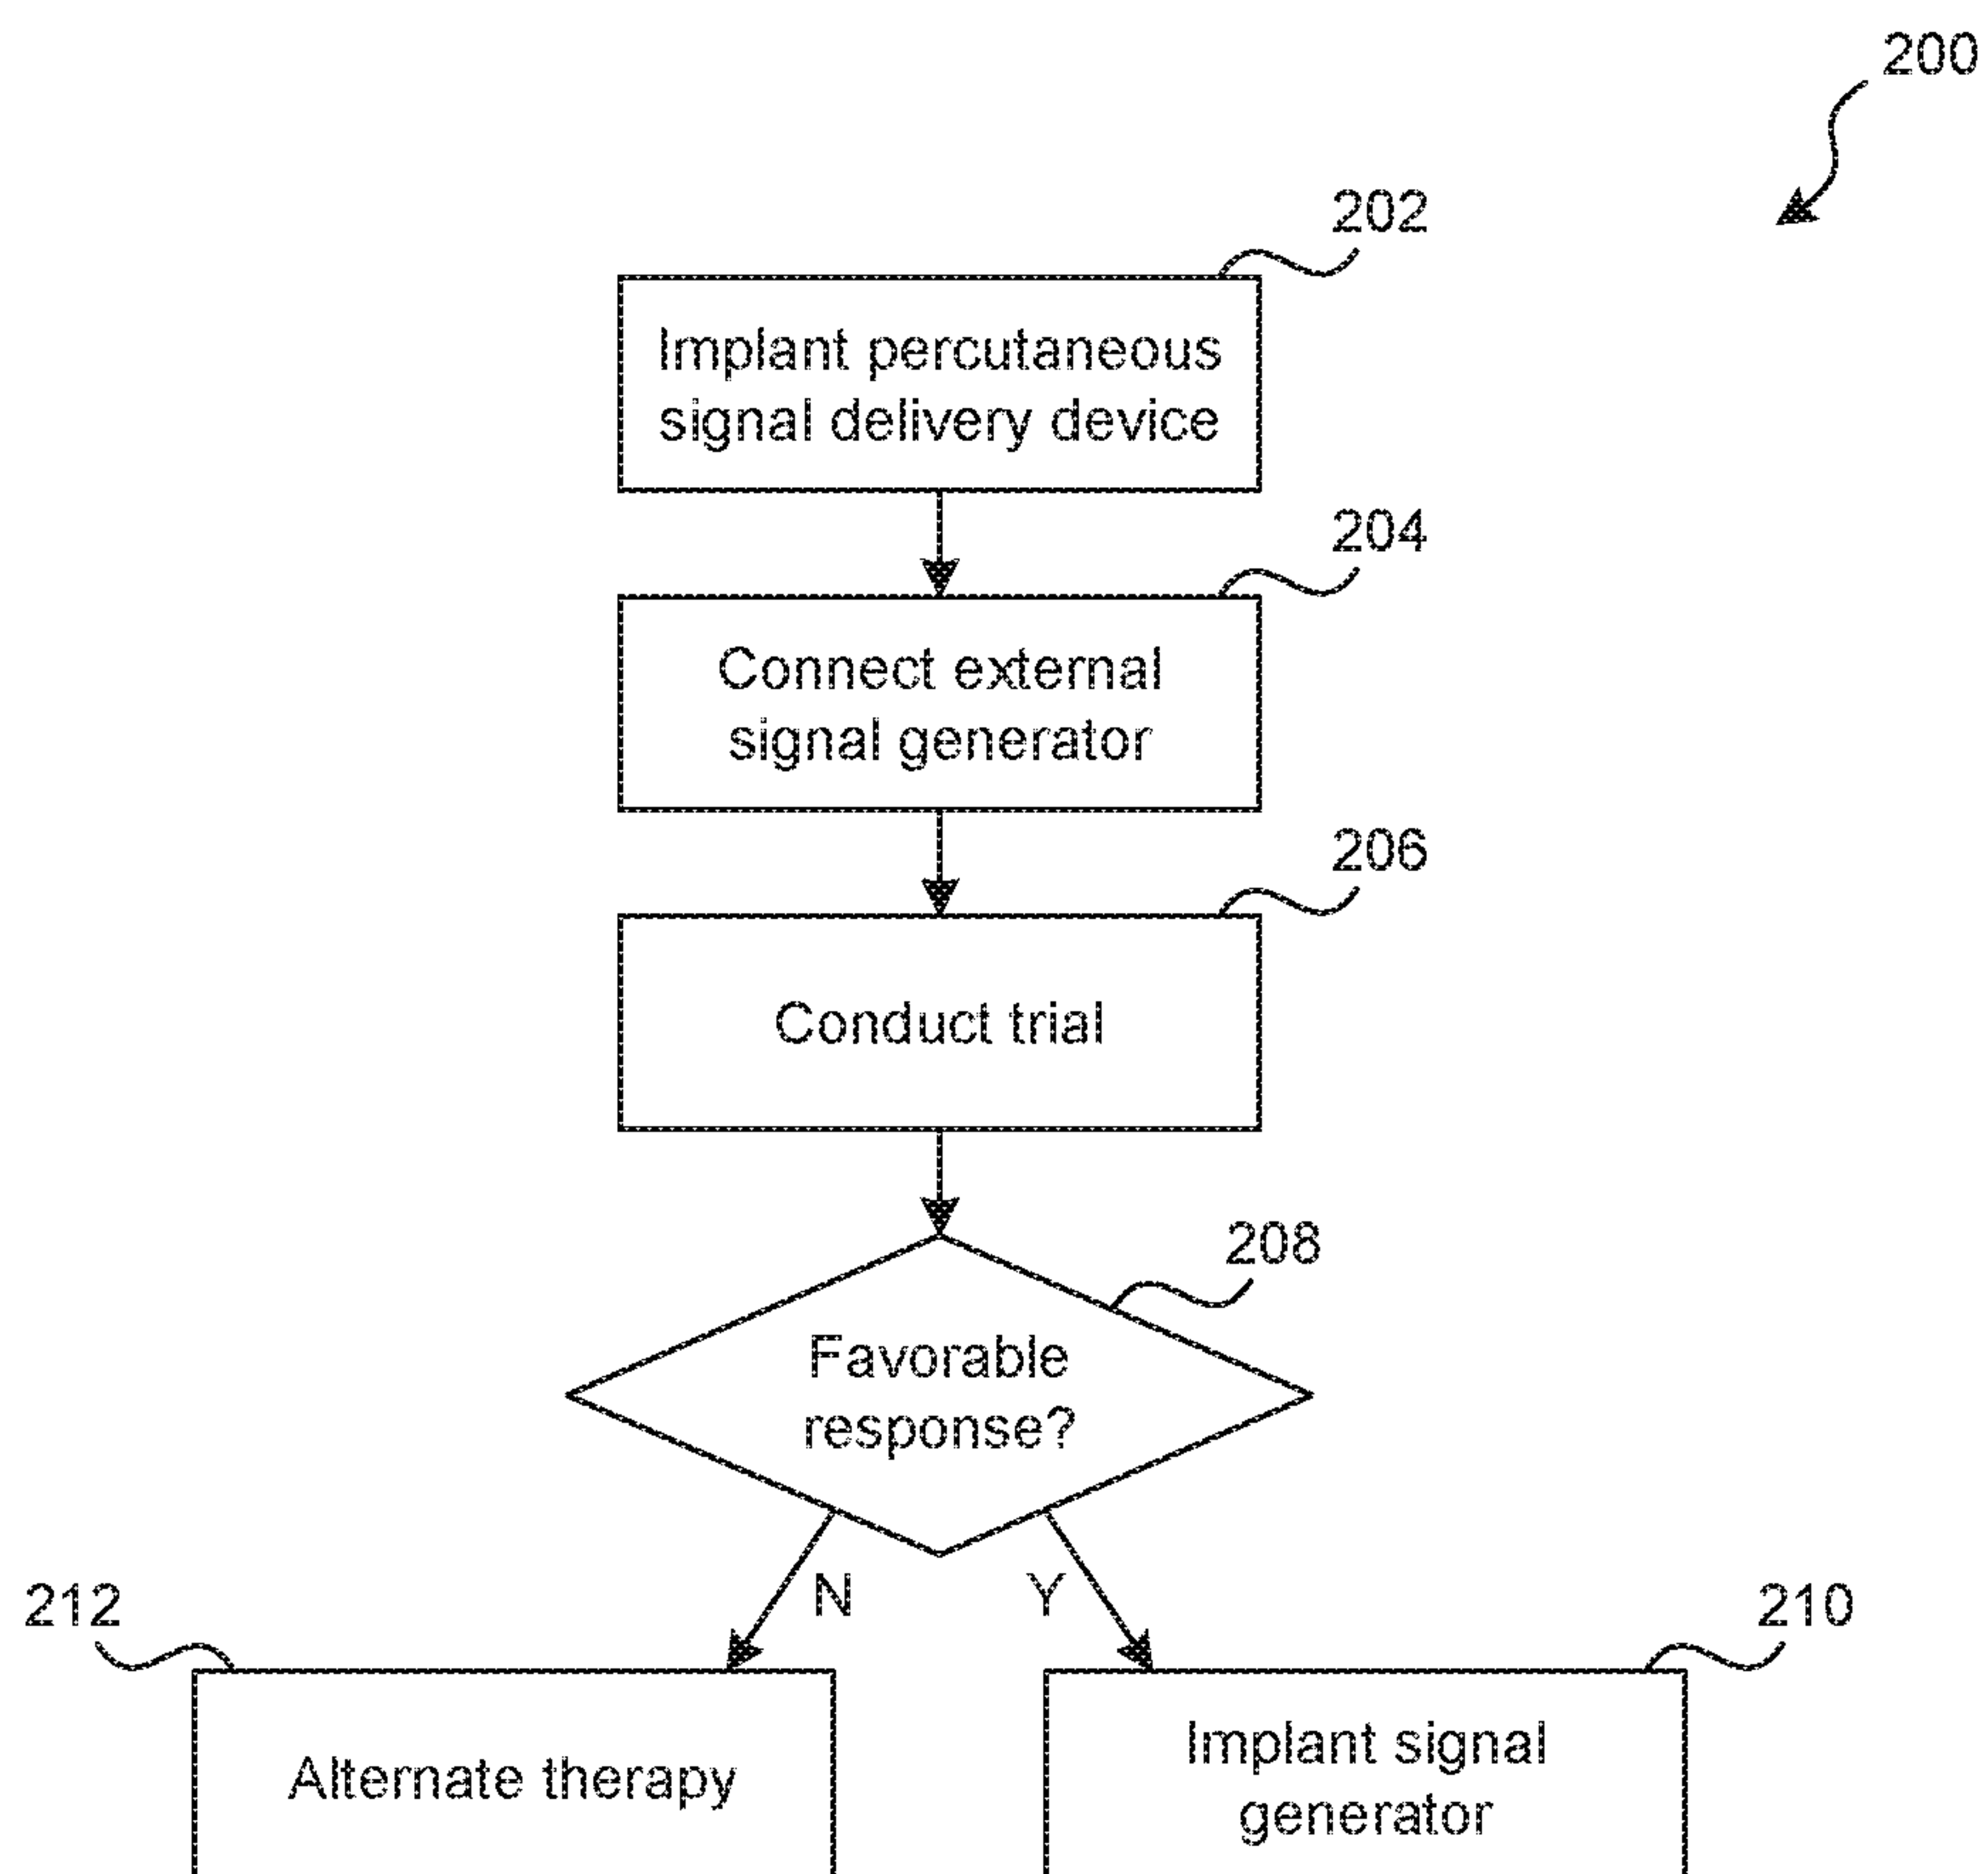 200
202
Implant percutaneous
signal delivery device
204
Connect external
signal generator
206
Conduct trial
208
Favorable
response?
N
Y
212
210
Alternate therapy
Implant signal
generator